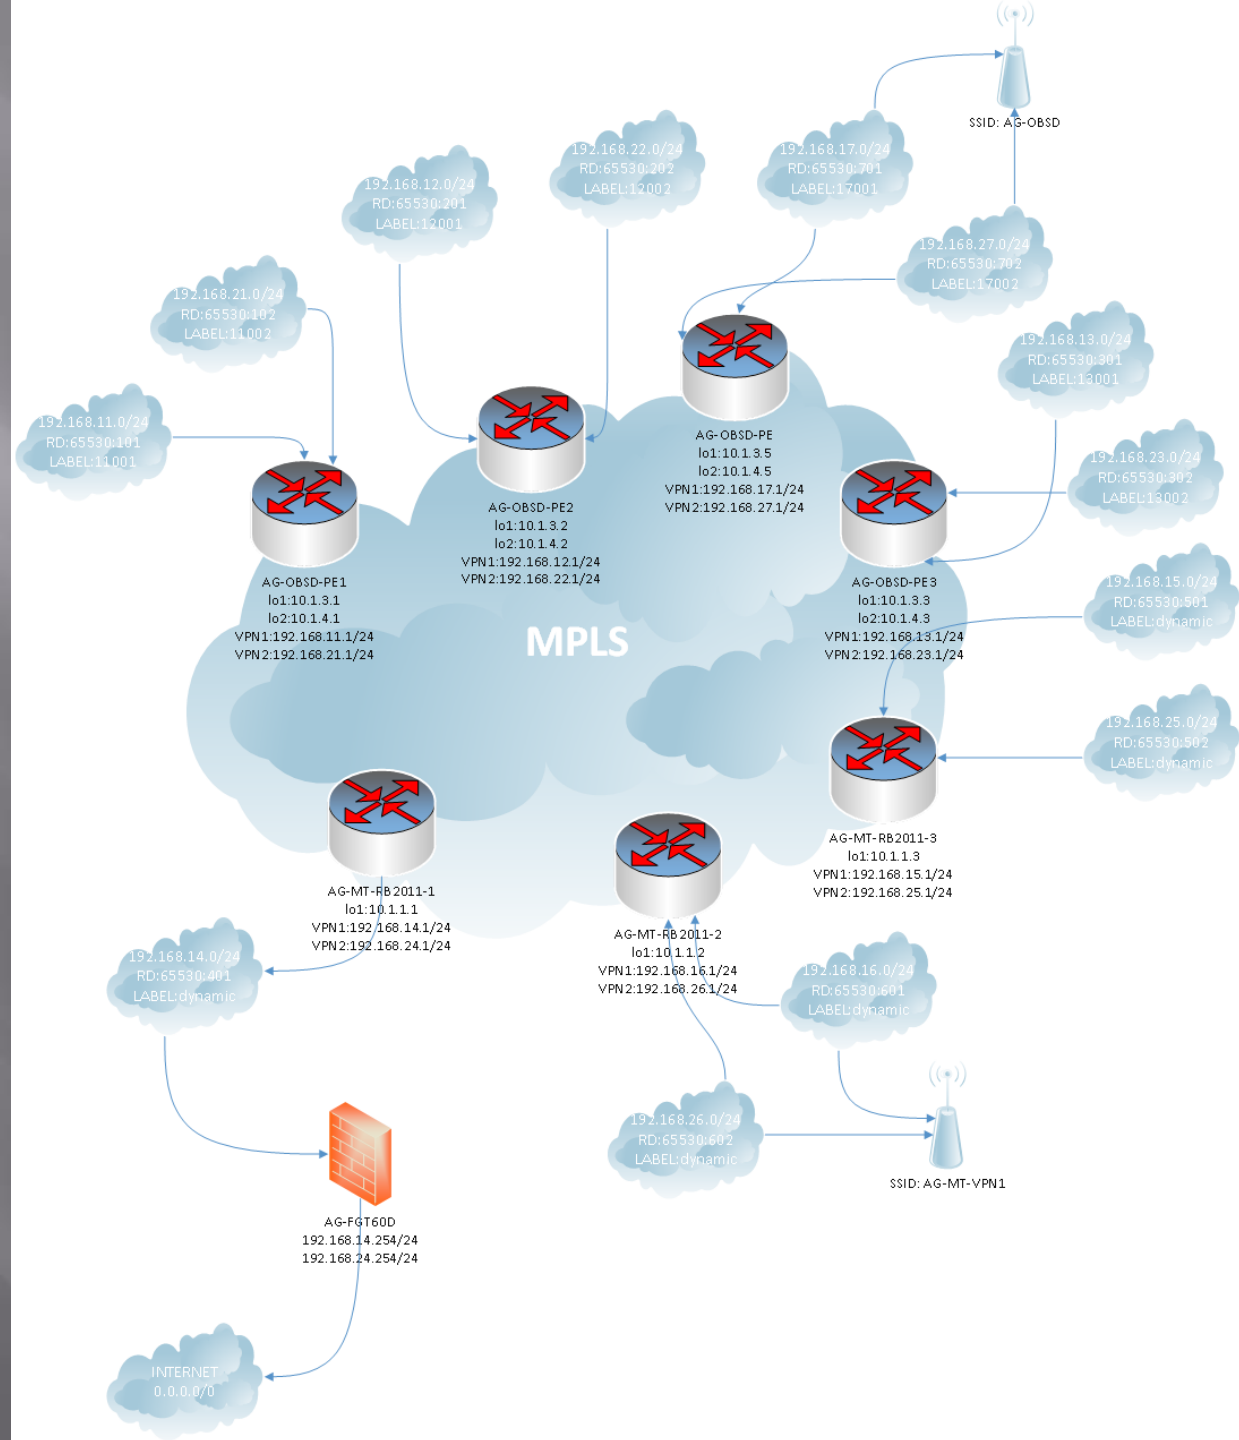 SSID: AG-OBSD
192.168.22.0/24
RD:65530:202
LABEL:12002
192.168.17.0/24
RD:65530:701
LABEL:17001
192.168.12.0/24
RD:65530:201
LABEL:12001
192.168.27.0/24
RD:65530:702
LABEL:17002
192.168.21.0/24
RD:65530:102
LABEL:11002
192.168.13.0/24
RD:65530:301
LABEL:13001
192.168.11.0/24
RD:65530:101
LABEL:11001
AG-OBSD-PE
lo1:10.1.3.5
lo2:10.1.4.5
VPN1:192.168.17.1/24
VPN2:192.168.27.1/24
192.168.23.0/24
RD:65530:302
LABEL:13002
AG-OBSD-PE2
lo1:10.1.3.2
lo2:10.1.4.2
VPN1:192.168.12.1/24
VPN2:192.168.22.1/24
AG-OBSD-PE1
lo1:10.1.3.1
lo2:10.1.4.1
VPN1:192.168.11.1/24
VPN2:192.168.21.1/24
AG-OBSD-PE3
lo1:10.1.3.3
lo2:10.1.4.3
VPN1:192.168.13.1/24
VPN2:192.168.23.1/24
192.168.15.0/24
RD:65530:501
LABEL:dynamic
MPLS
192.168.25.0/24
RD:65530:502
LABEL:dynamic
AG-MT-RB2011-3
lo1:10.1.1.3
VPN1:192.168.15.1/24
VPN2:192.168.25.1/24
AG-MT-RB2011-1
lo1:10.1.1.1
VPN1:192.168.14.1/24
VPN2:192.168.24.1/24
AG-MT-RB2011-2
lo1:10.1.1.2
VPN1:192.168.16.1/24
VPN2:192.168.26.1/24
192.168.14.0/24
RD:65530:401
LABEL:dynamic
192.168.16.0/24
RD:65530:601
LABEL:dynamic
192.168.26.0/24
RD:65530:602
LABEL:dynamic
SSID: AG-MT-VPN1
AG-FGT60D
192.168.14.254/24
192.168.24.254/24
INTERNET
0.0.0.0/0